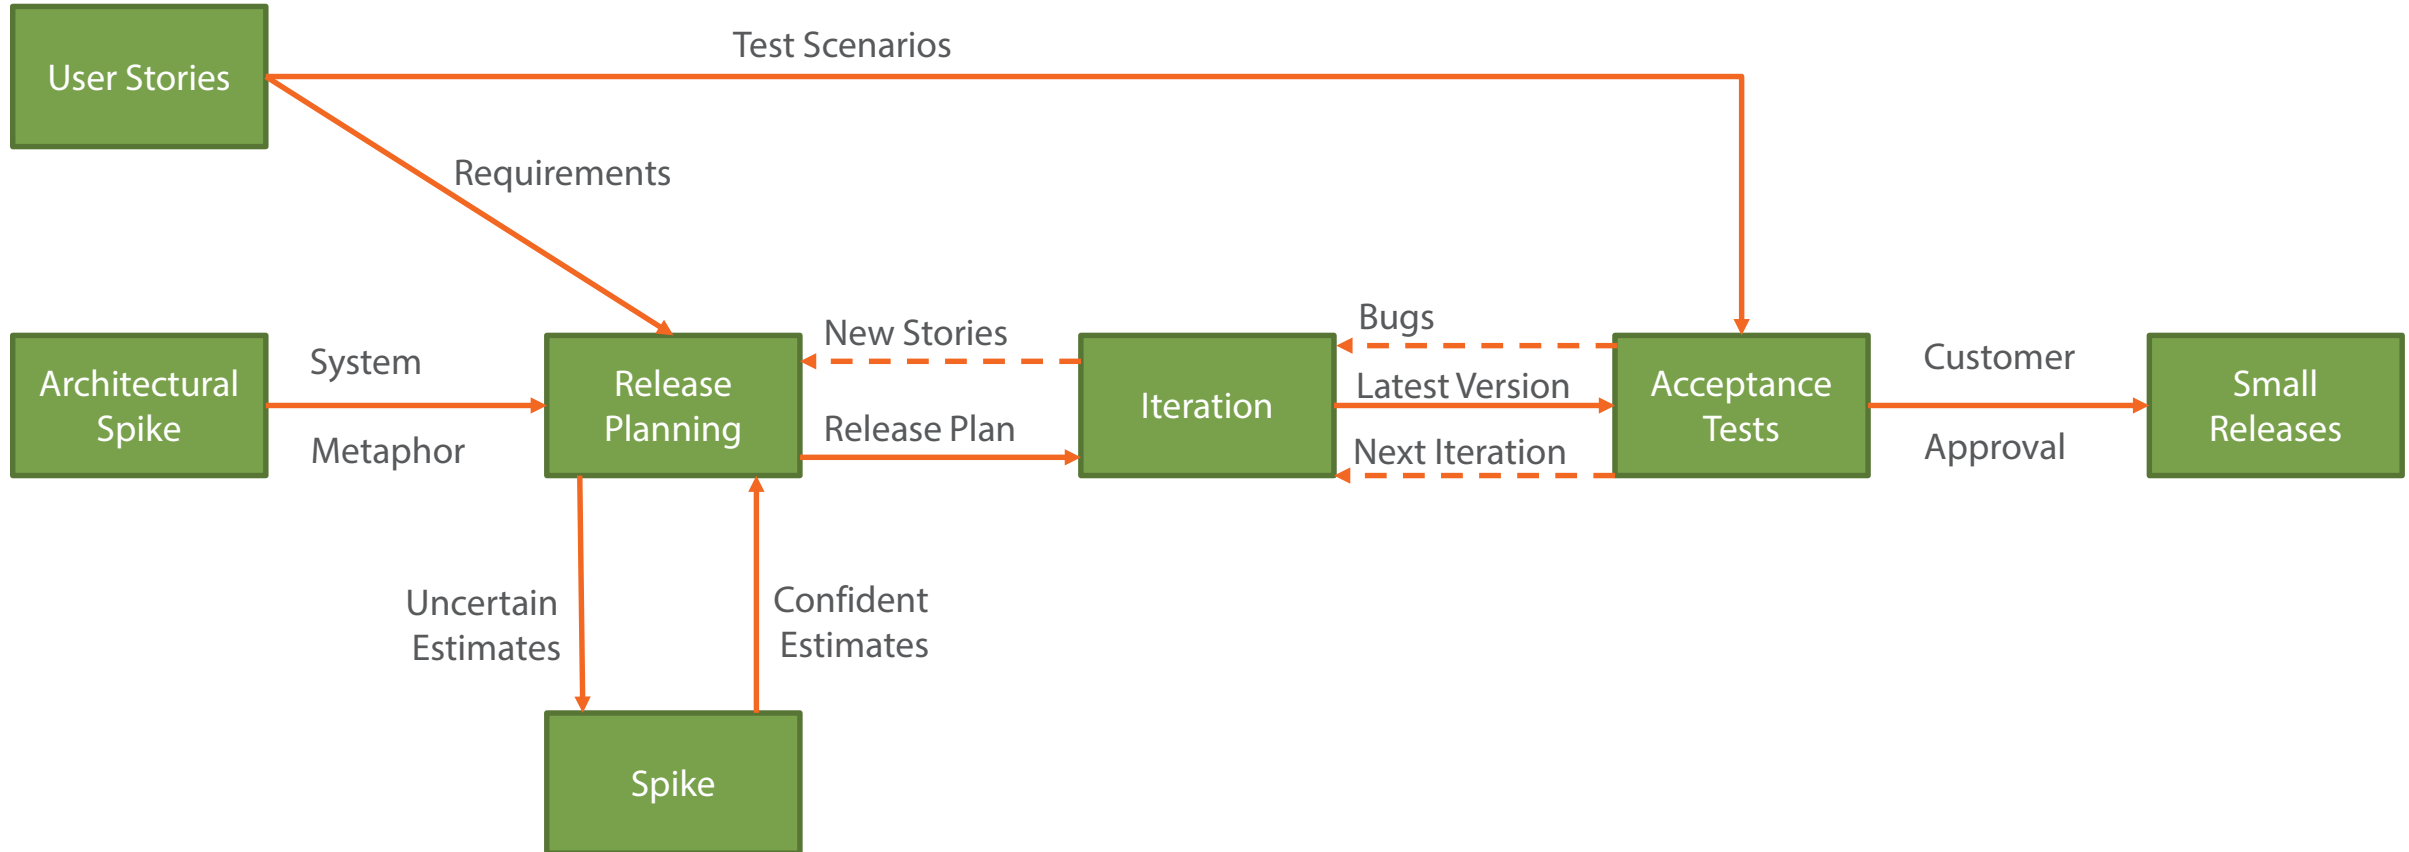 Test Scenarios
User Stories
Requirements
New Stories
Bugs
System
Customer
Architectural
Spike
Release
Planning
Iteration
Latest Version
Acceptance
Tests
Small
Releases
Metaphor
Release Plan
Next Iteration
Approval
Uncertain
Estimates
Confident
Estimates
Spike